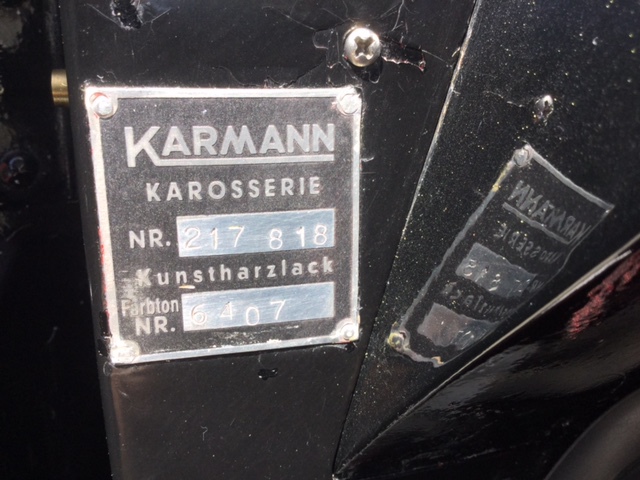 KARMANN
KAROSSERIE
NR. 217 818
Kunstharzlack
Farbton
NR. 6407